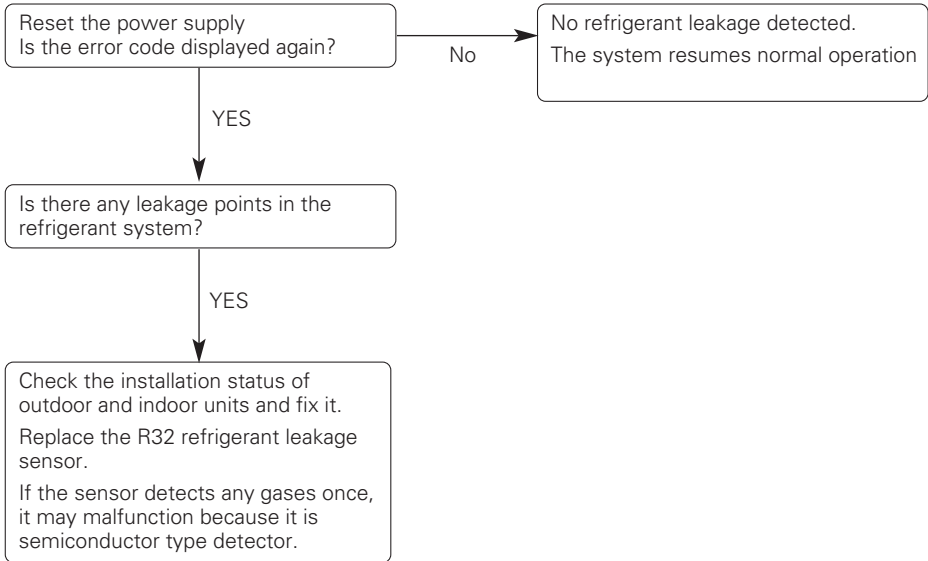 Reset the power supply
Is the error code displayed again?
No
No refrigerant leakage detected.
The system resumes normal operation
YES
Is there any leakage points in the
refrigerant system?
YES
Check the installation status of
outdoor and indoor units and fix it.
Replace the R32 refrigerant leakage
sensor.
If the sensor detects any gases once,
it may malfunction because it is
semiconductor type detector.